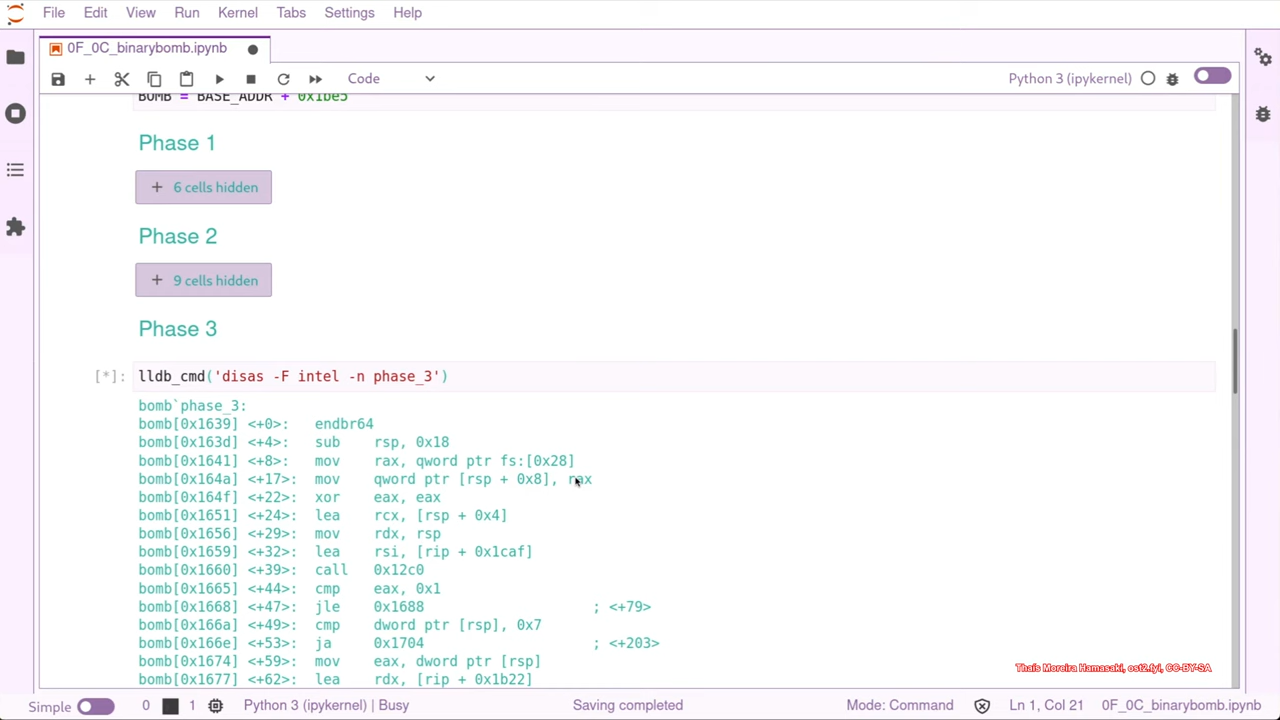 File Edit View Run Kernel Tabs Settings Help
0F_0C_binarybomb.ipynb
Code
Python 3 (ipykernel)
BOMB = BASE_ADDR + 0x1be5
Phase 1
+ 6 cells hidden
Phase 2
+ 9 cells hidden
Phase 3
[*]: lldb_cmd('disas -F intel -n phase_3')
bomb`phase_3:
bomb[0x1639] <+0>: endbr64
bomb[0x163d] <+4>: sub rsp, 0x18
bomb[0x1641] <+8>: mov rax, qword ptr fs:[0x28]
bomb[0x164a] <+17>: mov qword ptr [rsp + 0x8], rax
bomb[0x164f] <+22>: xor eax, eax
bomb[0x1651] <+24>: lea rcx, [rsp + 0x4]
bomb[0x1656] <+29>: mov rdx, rsp
bomb[0x1659] <+32>: lea rsi, [rip + 0x1caf]
bomb[0x1660] <+39>: call 0x12c0
bomb[0x1665] <+44>: cmp eax, 0x1
bomb[0x1668] <+47>: jle 0x1688 ; <+79>
bomb[0x166a] <+49>: cmp dword ptr [rsp], 0x7
bomb[0x166e] <+53>: ja 0x1704 ; <+203>
bomb[0x1674] <+59>: mov eax, dword ptr [rsp]
bomb[0x1677] <+62>: lea rdx, [rip + 0x1b22]
Thais Moreira Hamasaki, ost2.fyi, CC-BY-SA
Simple 0 1 Python 3 (ipykernel) | Busy Saving completed Mode: Command Ln 1, Col 21 0F_0C_binarybomb.ipynb